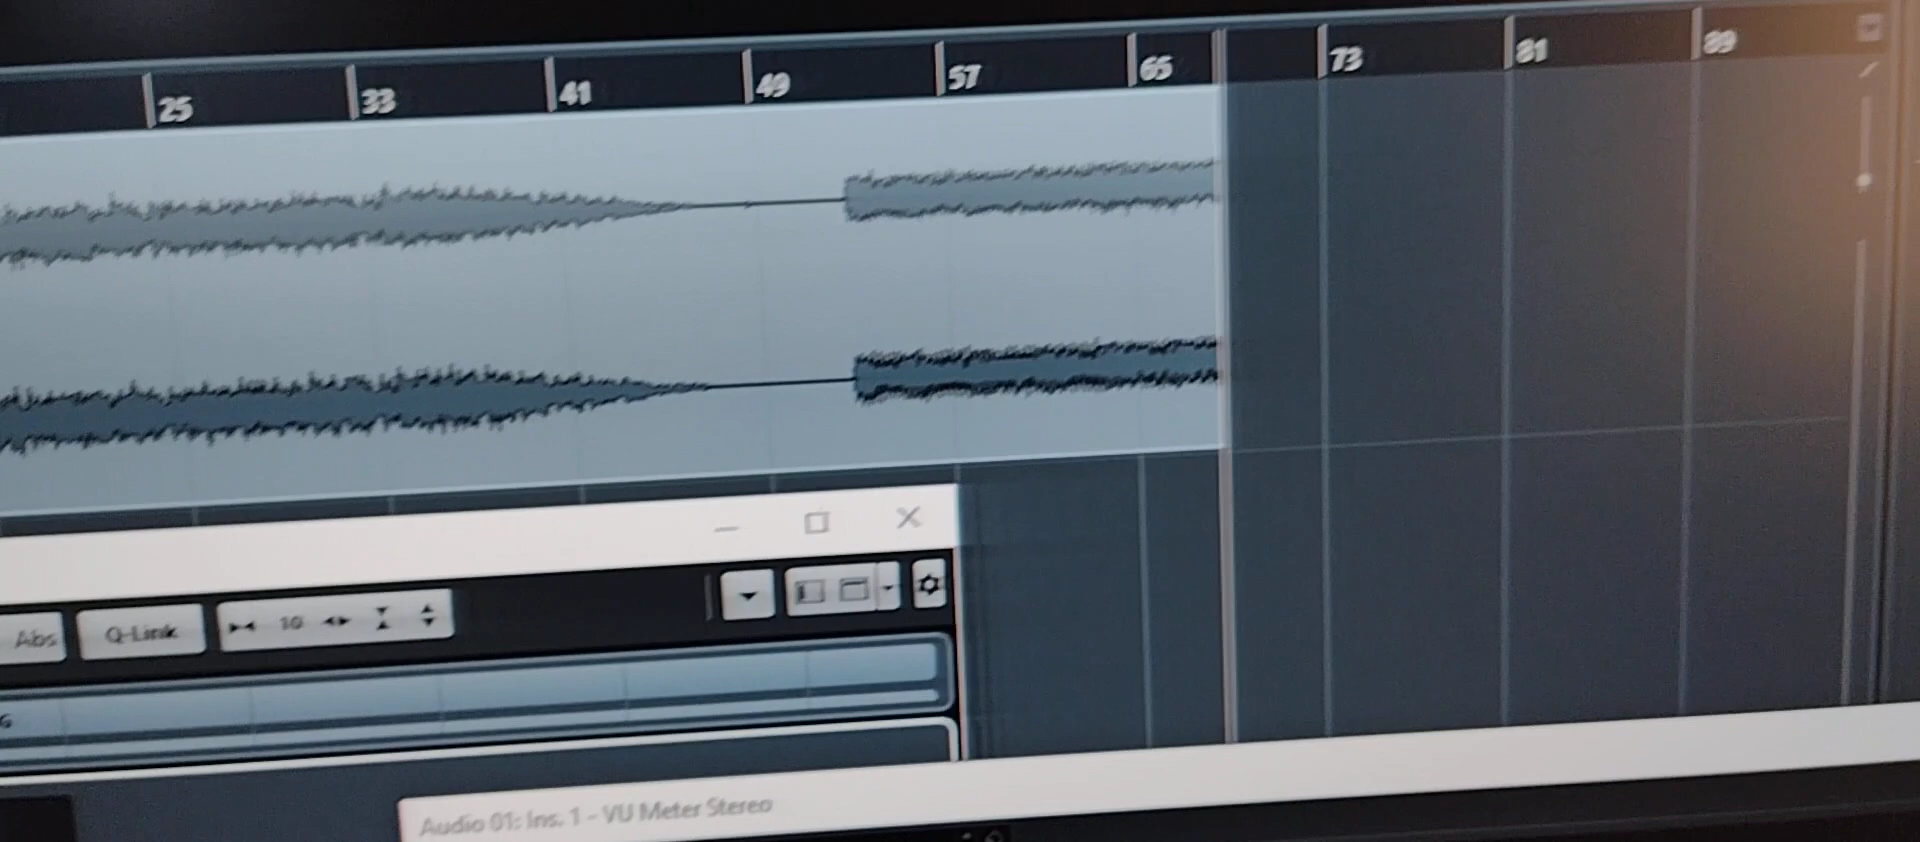 25 33 41 49 57 65 73 81 89
Abs Q-Link 10
Audio 01: Ins. 1 - VU Meter Stereo